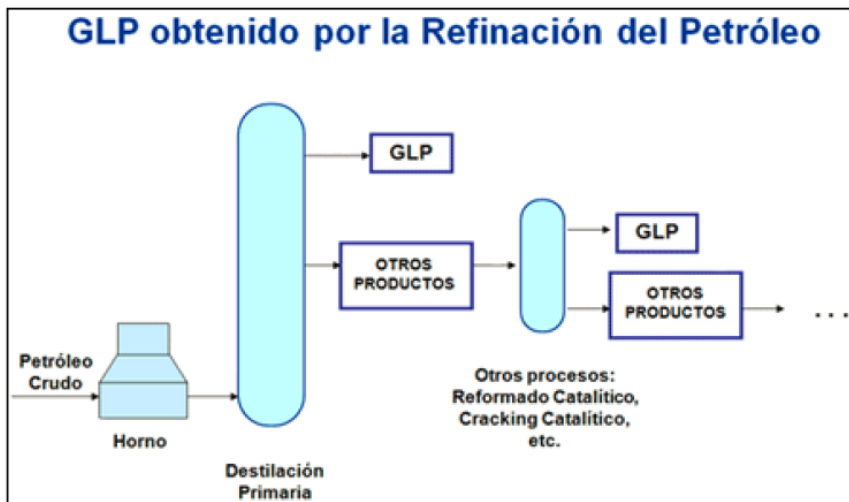 GLP obtenido por la Refinación del Petróleo
GLP
GLP
OTROS
PRODUCTOS
OTROS
PRODUCTOS
. . .
Petróleo
Crudo
Horno
Destilación
Primaria
Otros procesos:
Reformado Catalítico,
Cracking Catalítico,
etc.